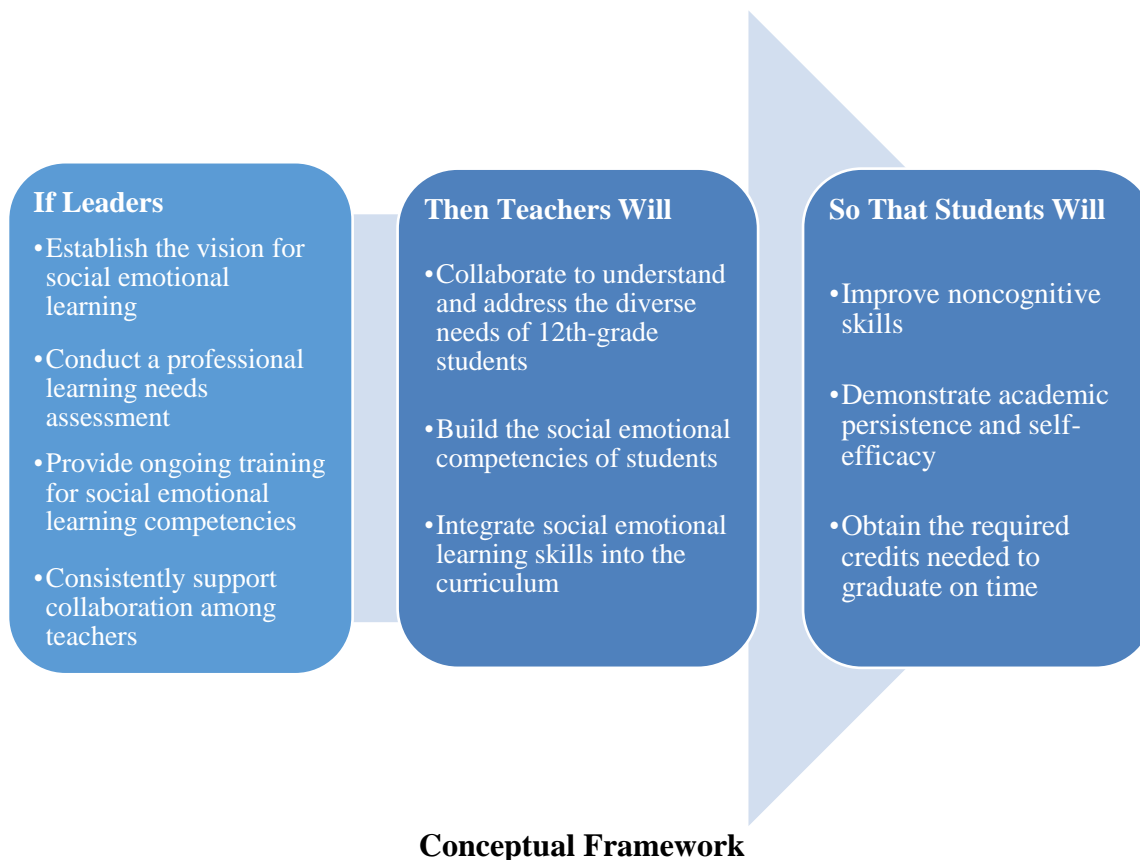 If Leaders
•Establish the vision for
social emotional
learning
•Conduct a professional
learning needs
assessment
•Provide ongoing training
for social emotional
learning competencies
•Consistently support
collaboration among
teachers
Then Teachers Will
•Collaborate to understand
and address the diverse
needs of 12th-grade
students
•Build the social emotional
competencies of students
•Integrate social emotional
learning skills into the
curriculum
So That Students Will
•Improve noncognitive
skills
•Demonstrate academic
persistence and self-
efficacy
•Obtain the required
credits needed to
graduate on time
Conceptual Framework